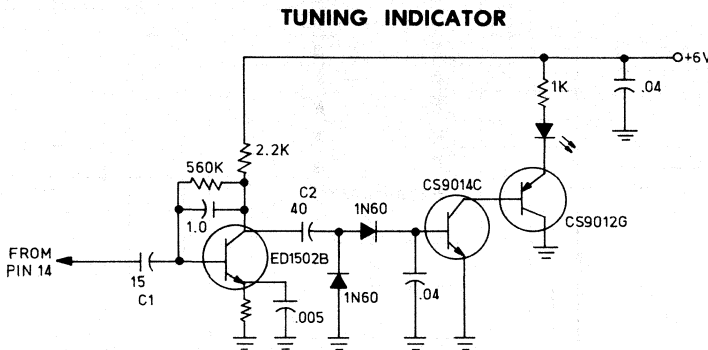 TUNING INDICATOR
+6V
1K
.04
2.2K
560K
1.0
C2
40
1N60
CS9014C
CS9012G
FROM
PIN 14
15
C1
ED1502B
.005
1N60
.04